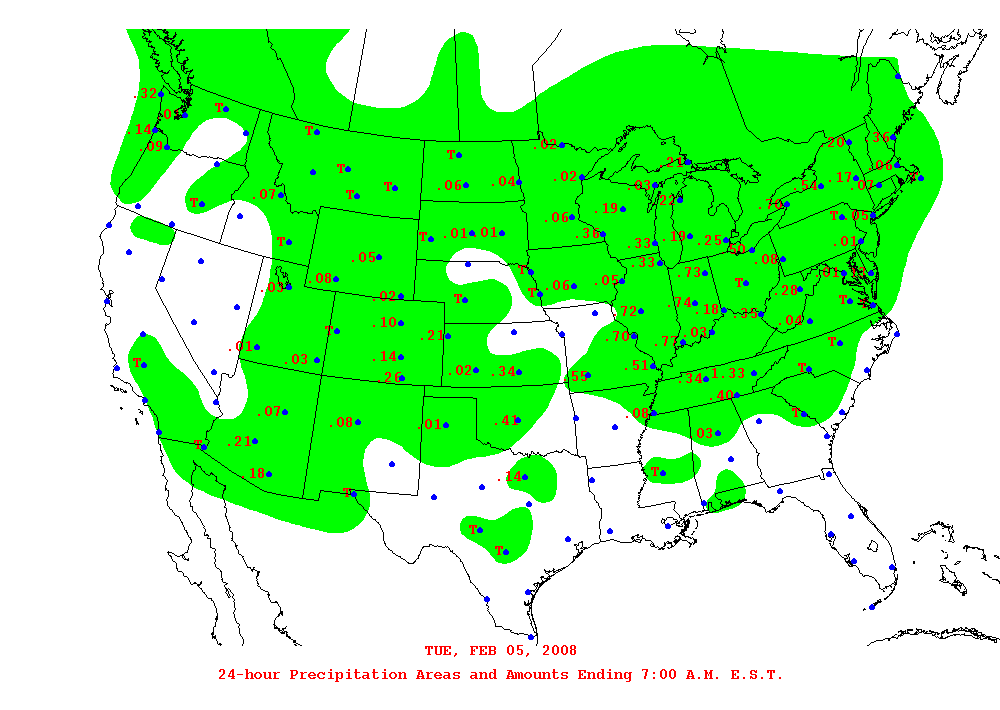 .32
T
.14
T
.02
.20
.36
.09
T
T
.21
.06
.07
T
T
.06
.04
.02
.03
.54
.17
.07
T
T
.22
.19
.70
T
.05
.06
T
T
.01
.01
.36
.33
.19
.25
.50
.01
.05
.33
.08
.03
.08
T
.06
.05
.73
T
.01
.02
T
T
.28
T
T
.10
.21
.72
.74
.18
.35
.04
.01
.03
.14
.70
.77
.03
T
T
.26
.02
.34
.55
.51
.34
1.33
T
.40
.07
.08
.01
.41
.08
T
T
.21
.03
.18
.14
T
T
T
T
TUE, FEB 05, 2008
24-hour Precipitation Areas and Amounts Ending 7:00 A.M. E.S.T.